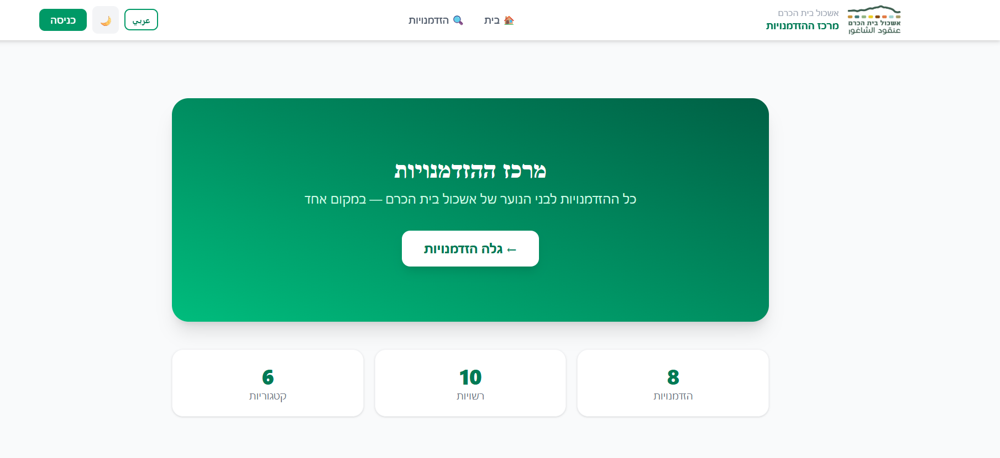 אשכול בית הכרם
عنقود الشاغور
אשכול בית הכרם
מרכז ההזדמנויות
בית
הזדמנויות
عربي
כניסה
מרכז ההזדמנויות
כל ההזדמנויות לבני הנוער של אשכול בית הכרם — במקום אחד
← גלה הזדמנויות
8
הזדמנויות
10
רשויות
6
קטגוריות